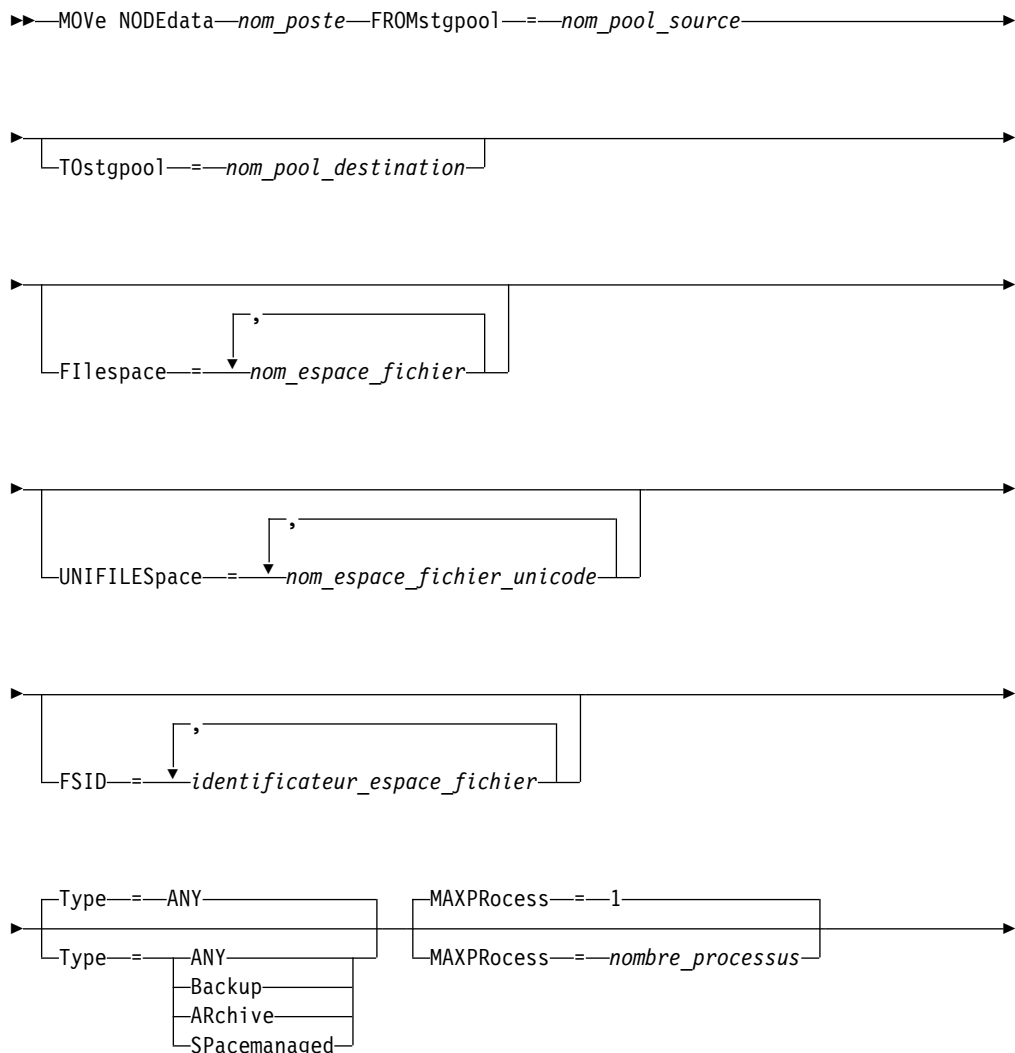 MOVe NODEdata nom_poste FROMstgpool = nom_pool_source
TOstgpool = nom_pool_destination
,
FIlespace = nom_espace_fichier
,
UNIFILESpace = nom_espace_fichier_unicode
,
FSID = identificateur_espace_fichier
Type = ANY MAXPRocess = 1
Type = ANY MAXPRocess = nombre_processus
Backup
ARchive
SPacemanaged